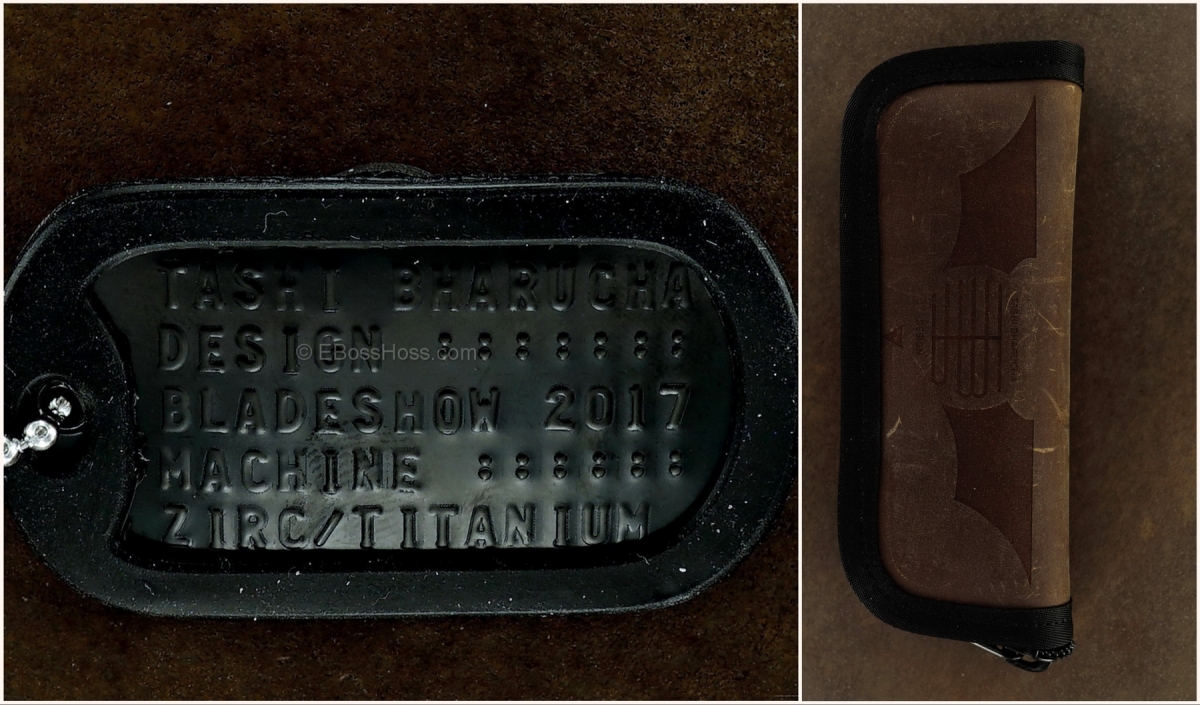 TASHI BHARUCHA
DESIGN :::::::
© EBossHoss.com
BLADESHOW 2017
MACHINE ::::::
ZIRC/TITANIUM